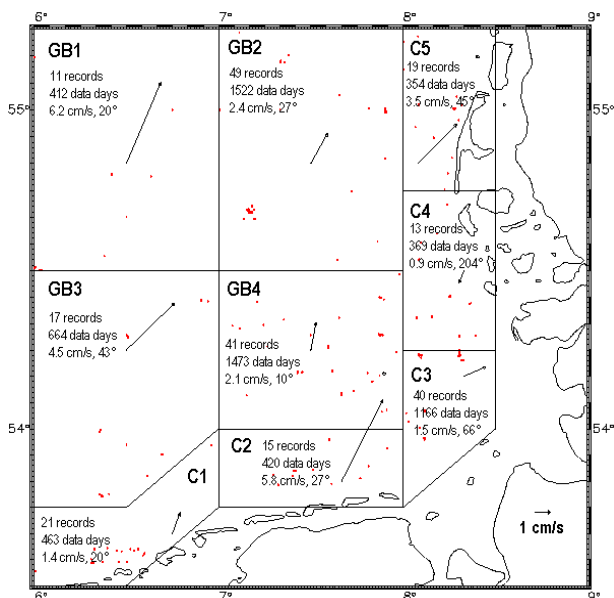 6° 7° 8° 9°
GB1
11 records
412 data days
6.2 cm/s, 20°
GB2
49 records
1522 data days
2.4 cm/s, 27°
C5
19 records
354 data days
3.5 cm/s, 45°
55° 55°
C4
13 records
369 data days
0.9 cm/s, 204°
GB3
17 records
664 data days
4.5 cm/s, 43°
GB4
41 records
1473 data days
2.1 cm/s, 10°
C3
40 records
1166 data days
1.5 cm/s, 66°
54° 54°
C2
15 records
420 data days
5.8 cm/s, 27°
C1
21 records
463 data days
1.4 cm/s, 20°
1 cm/s
6° 7° 8° 9°